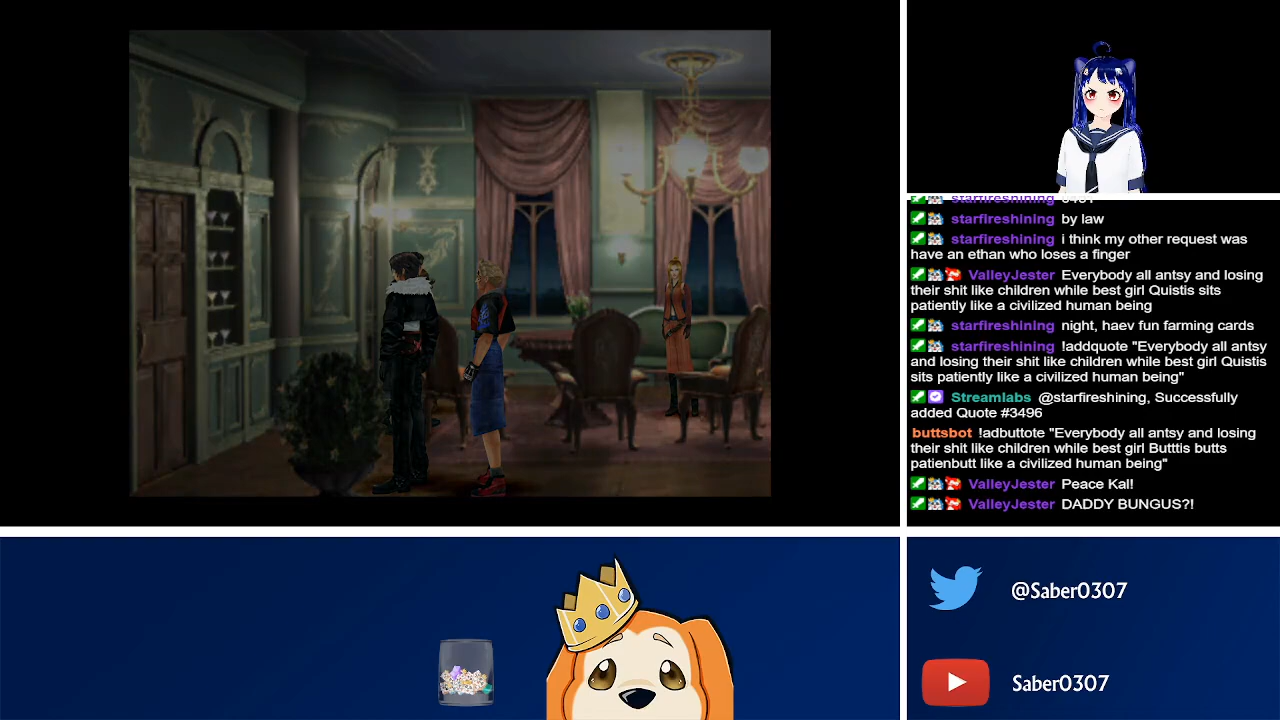 starfireshining
starfireshining by law
starfireshining i think my other request was
have an ethan who loses a finger
ValleyJester Everybody all antsy and losing
their shit like children while best girl Quistis sits
patiently like a civilized human being
starfireshining night, haev fun farming cards
starfireshining !addquote "Everybody all antsy
and losing their shit like children while best girl Quistis
sits patiently like a civilized human being"
Streamlabs @starfireshining, Successfully
added Quote #3496
buttsbot !adbuttote "Everybody all antsy and losing
their shit like children while best girl Butttis butts
patienbutt like a civilized human being"
ValleyJester Peace Kal!
ValleyJester DADDY BUNGUS?!
@Saber0307
Saber0307